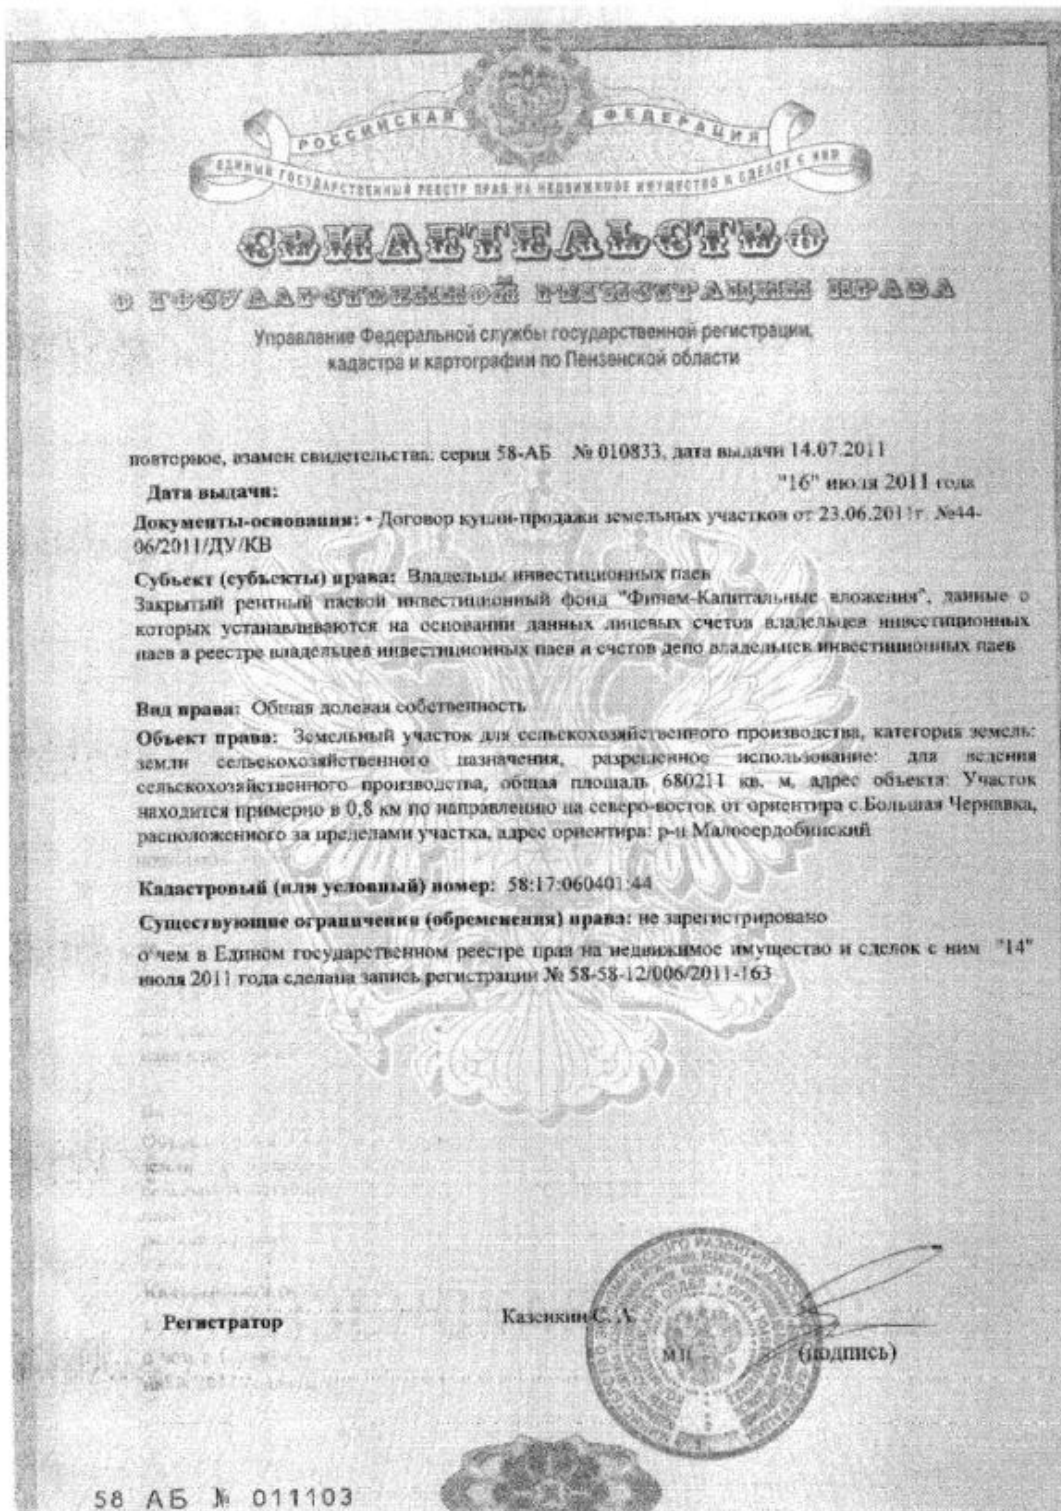 РОССИЙСКАЯ ФЕДЕРАЦИЯ
ЕДИНЫЙ ГОСУДАРСТВЕННЫЙ РЕЕСТР ПРАВ НА НЕДВИЖИМОЕ ИМУЩЕСТВО И СДЕЛОК С НИМ
СВИДЕТЕЛЬСТВО
О ГОСУДАРСТВЕННОЙ РЕГИСТРАЦИИ ПРАВА
Управление Федеральной службы государственной регистрации,
кадастра и картографии по Пензенской области
повторное, взамен свидетельства: серия 58-АБ № 010833, дата выдачи 14.07.2011
Дата выдачи: "16" июля 2011 года
Документы-основания: • Договор купли-продажи земельных участков от 23.06.2011г. №44-
06/2011/ДУ/КВ
Субъект (субъекты) права: Владельцы инвестиционных паев
Закрытый рентный паевой инвестиционный фонд "Финам-Капитальные вложения", данные о
которых устанавливаются на основании данных лицевых счетов владельцев инвестиционных
паев в реестре владельцев инвестиционных паев и счетов депо владельцев инвестиционных паев
Вид права: Общая долевая собственность
Объект права: Земельный участок для сельскохозяйственного производства, категория земель:
земли сельскохозяйственного назначения, разрешенное использование: для ведения
сельскохозяйственного производства, общая площадь 680211 кв. м, адрес объекта: Участок
находится примерно в 0,8 км по направлению на северо-восток от ориентира с.Большая Чернавка,
расположенного за пределами участка, адрес ориентира: р-н Малосердобинский
Кадастровый (или условный) номер: 58:17:060401:44
Существующие ограничения (обременения) права: не зарегистрировано
о чем в Едином государственном реестре прав на недвижимое имущество и сделок с ним "14"
июля 2011 года сделана запись регистрации № 58-58-12/006/2011-163
Регистратор Казенкин С. А.
М.П. (подпись)
58 АБ № 011103